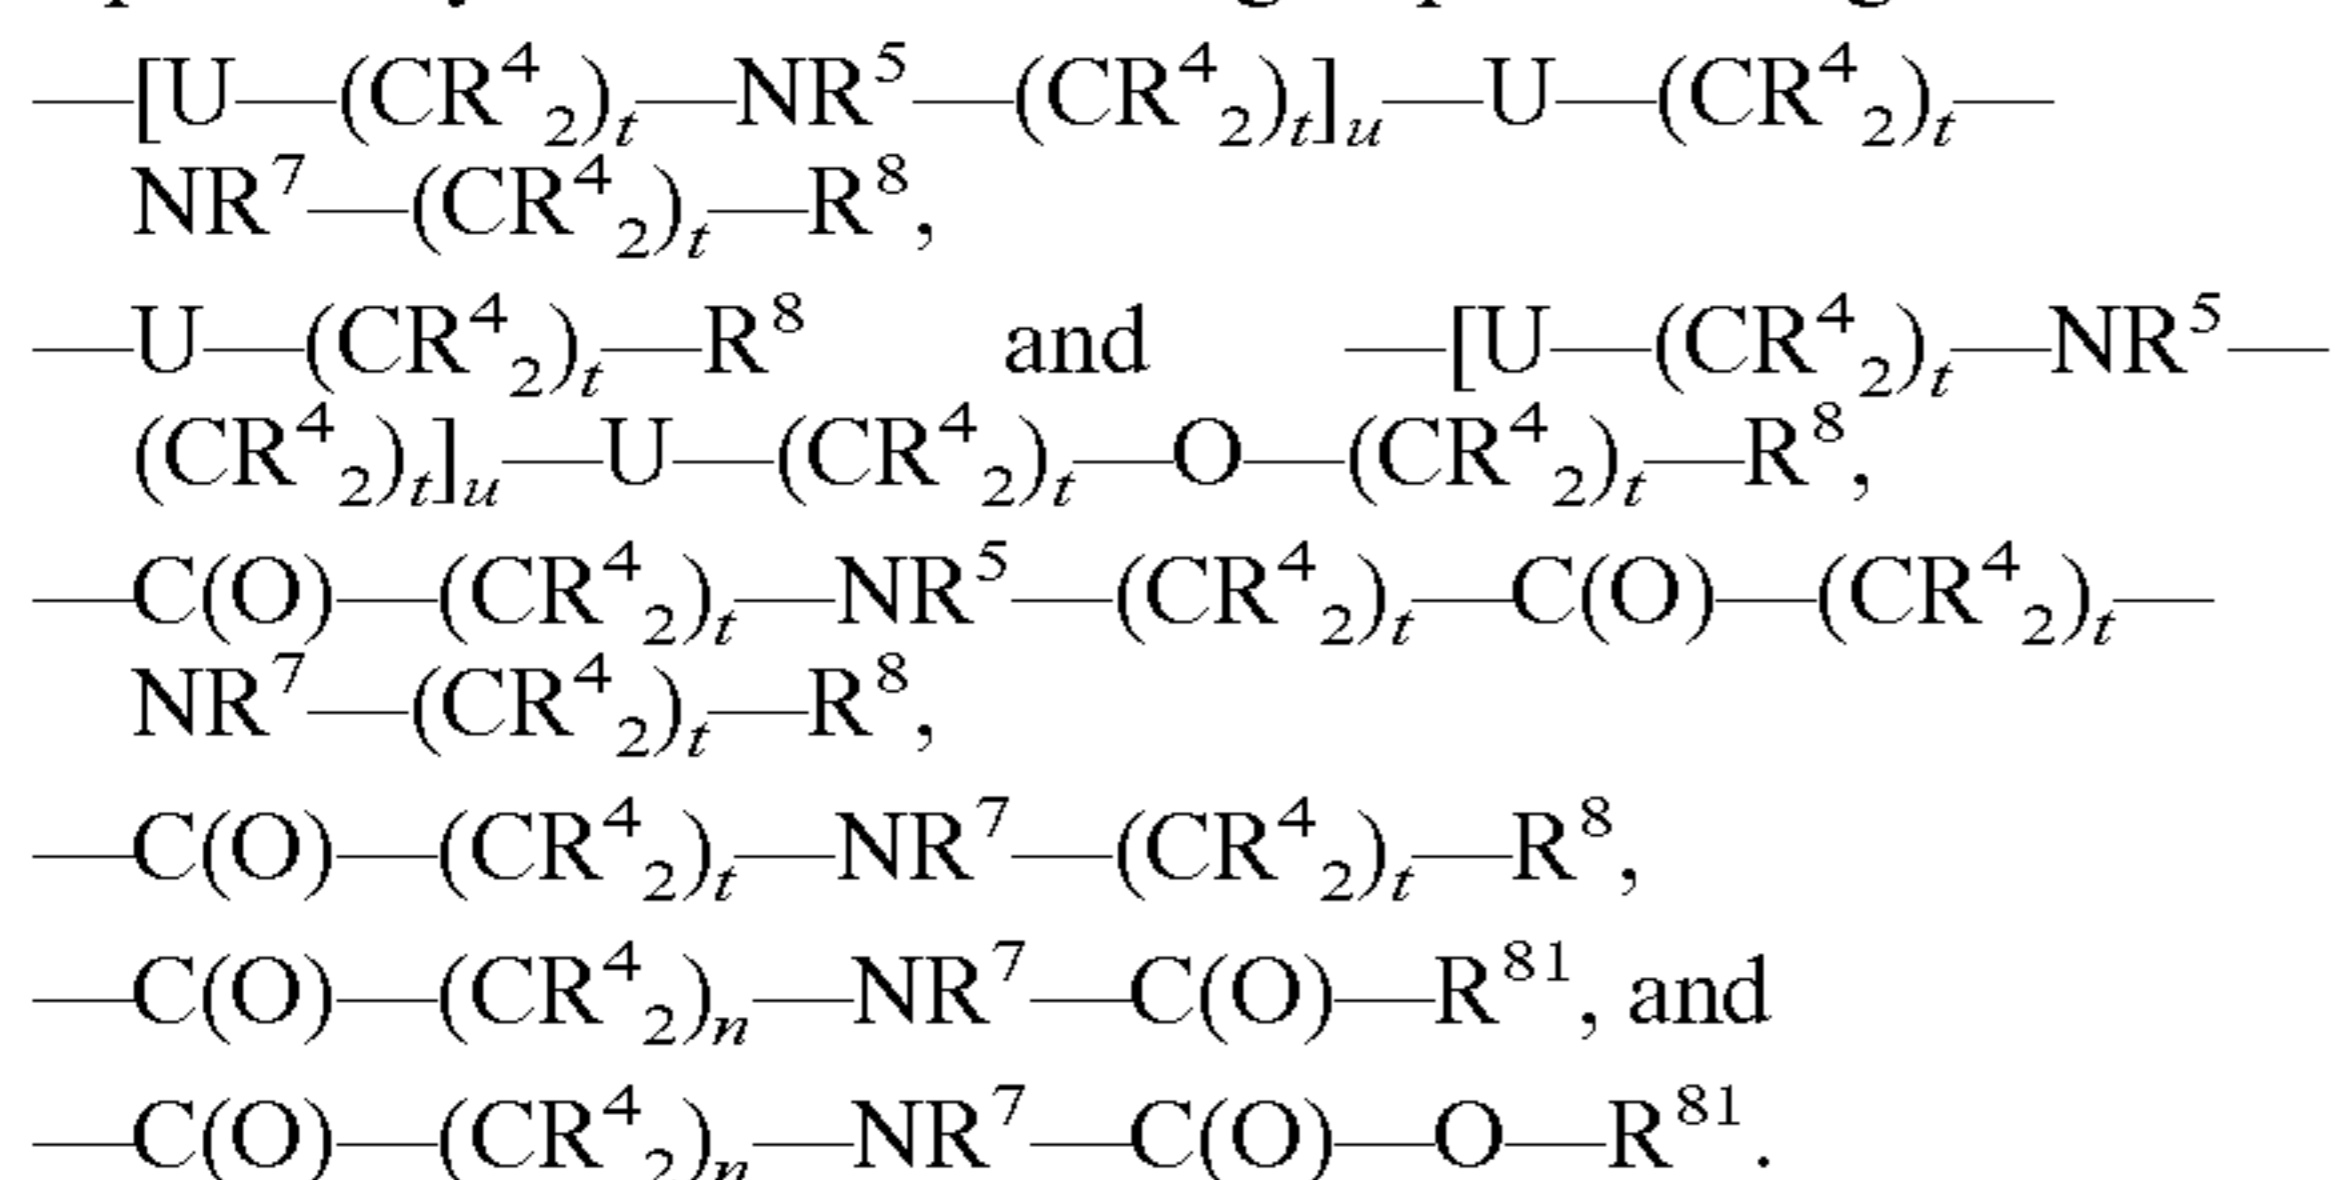 —[U—(CR⁴₂)ₜ—NR⁵—(CR⁴₂)ₜ]ᵤ—U—(CR⁴₂)ₜ—
NR⁷—(CR⁴₂)ₜ—R⁸,
—U—(CR⁴₂)ₜ—R⁸ and —[U—(CR⁴₂)ₜ—NR⁵—
(CR⁴₂)ₜ]ᵤ—U—(CR⁴₂)ₜ—O—(CR⁴₂)ₜ—R⁸,
—C(O)—(CR⁴₂)ₜ—NR⁵—(CR⁴₂)ₜ—C(O)—(CR⁴₂)ₜ—
NR⁷—(CR⁴₂)ₜ—R⁸,
—C(O)—(CR⁴₂)ₜ—NR⁷—(CR⁴₂)ₜ—R⁸,
—C(O)—(CR⁴₂)ₙ—NR⁷—C(O)—R⁸¹, and
—C(O)—(CR⁴₂)ₙ—NR⁷—C(O)—O—R⁸¹.